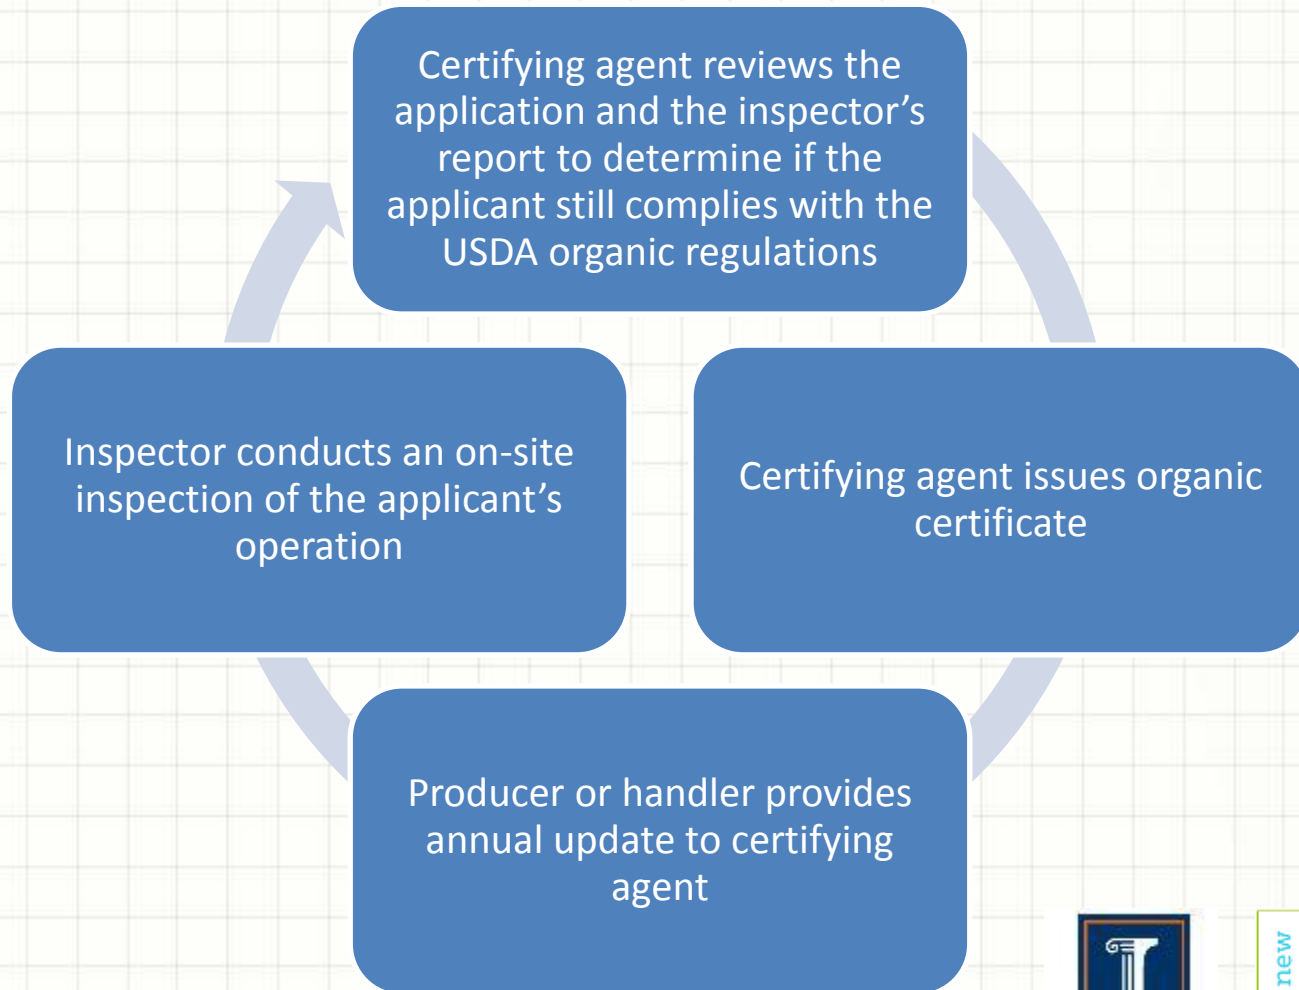 Certifying agent reviews the
application and the inspector’s
report to determine if the
applicant still complies with the
USDA organic regulations
Inspector conducts an on-site
inspection of the applicant’s
operation
Certifying agent issues organic
certificate
Producer or handler provides
annual update to certifying
agent
new